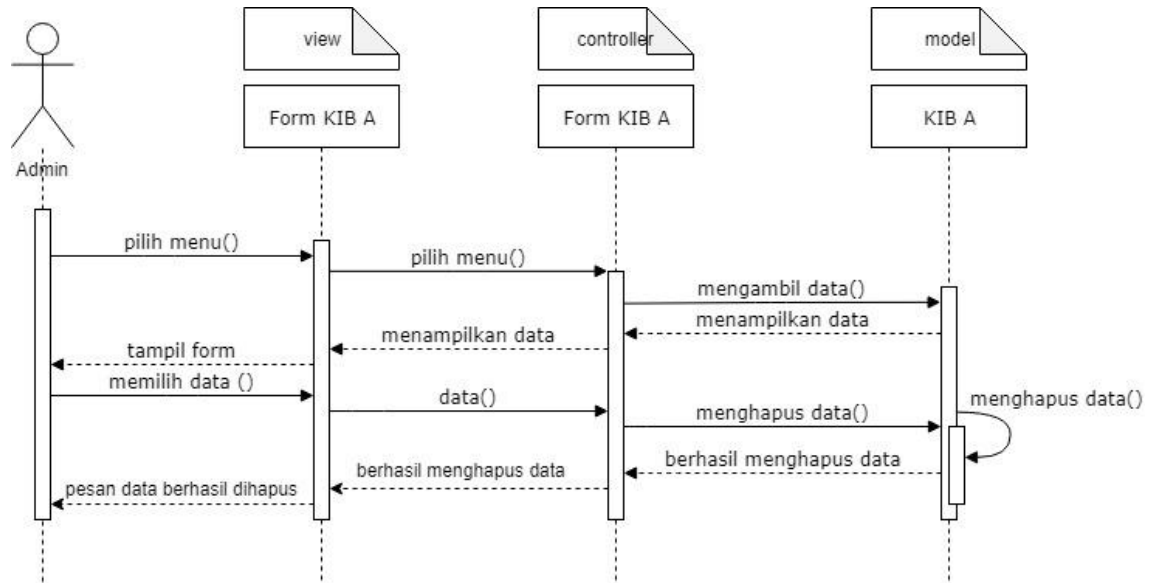 view
controller
model
Form KIB A
Form KIB A
KIB A
Admin
pilih menu()
pilih menu()
mengambil data()
menampilkan data
menampilkan data
tampil form
memilih data ()
data()
menghapus data()
menghapus data()
berhasil menghapus data
berhasil menghapus data
pesan data berhasil dihapus